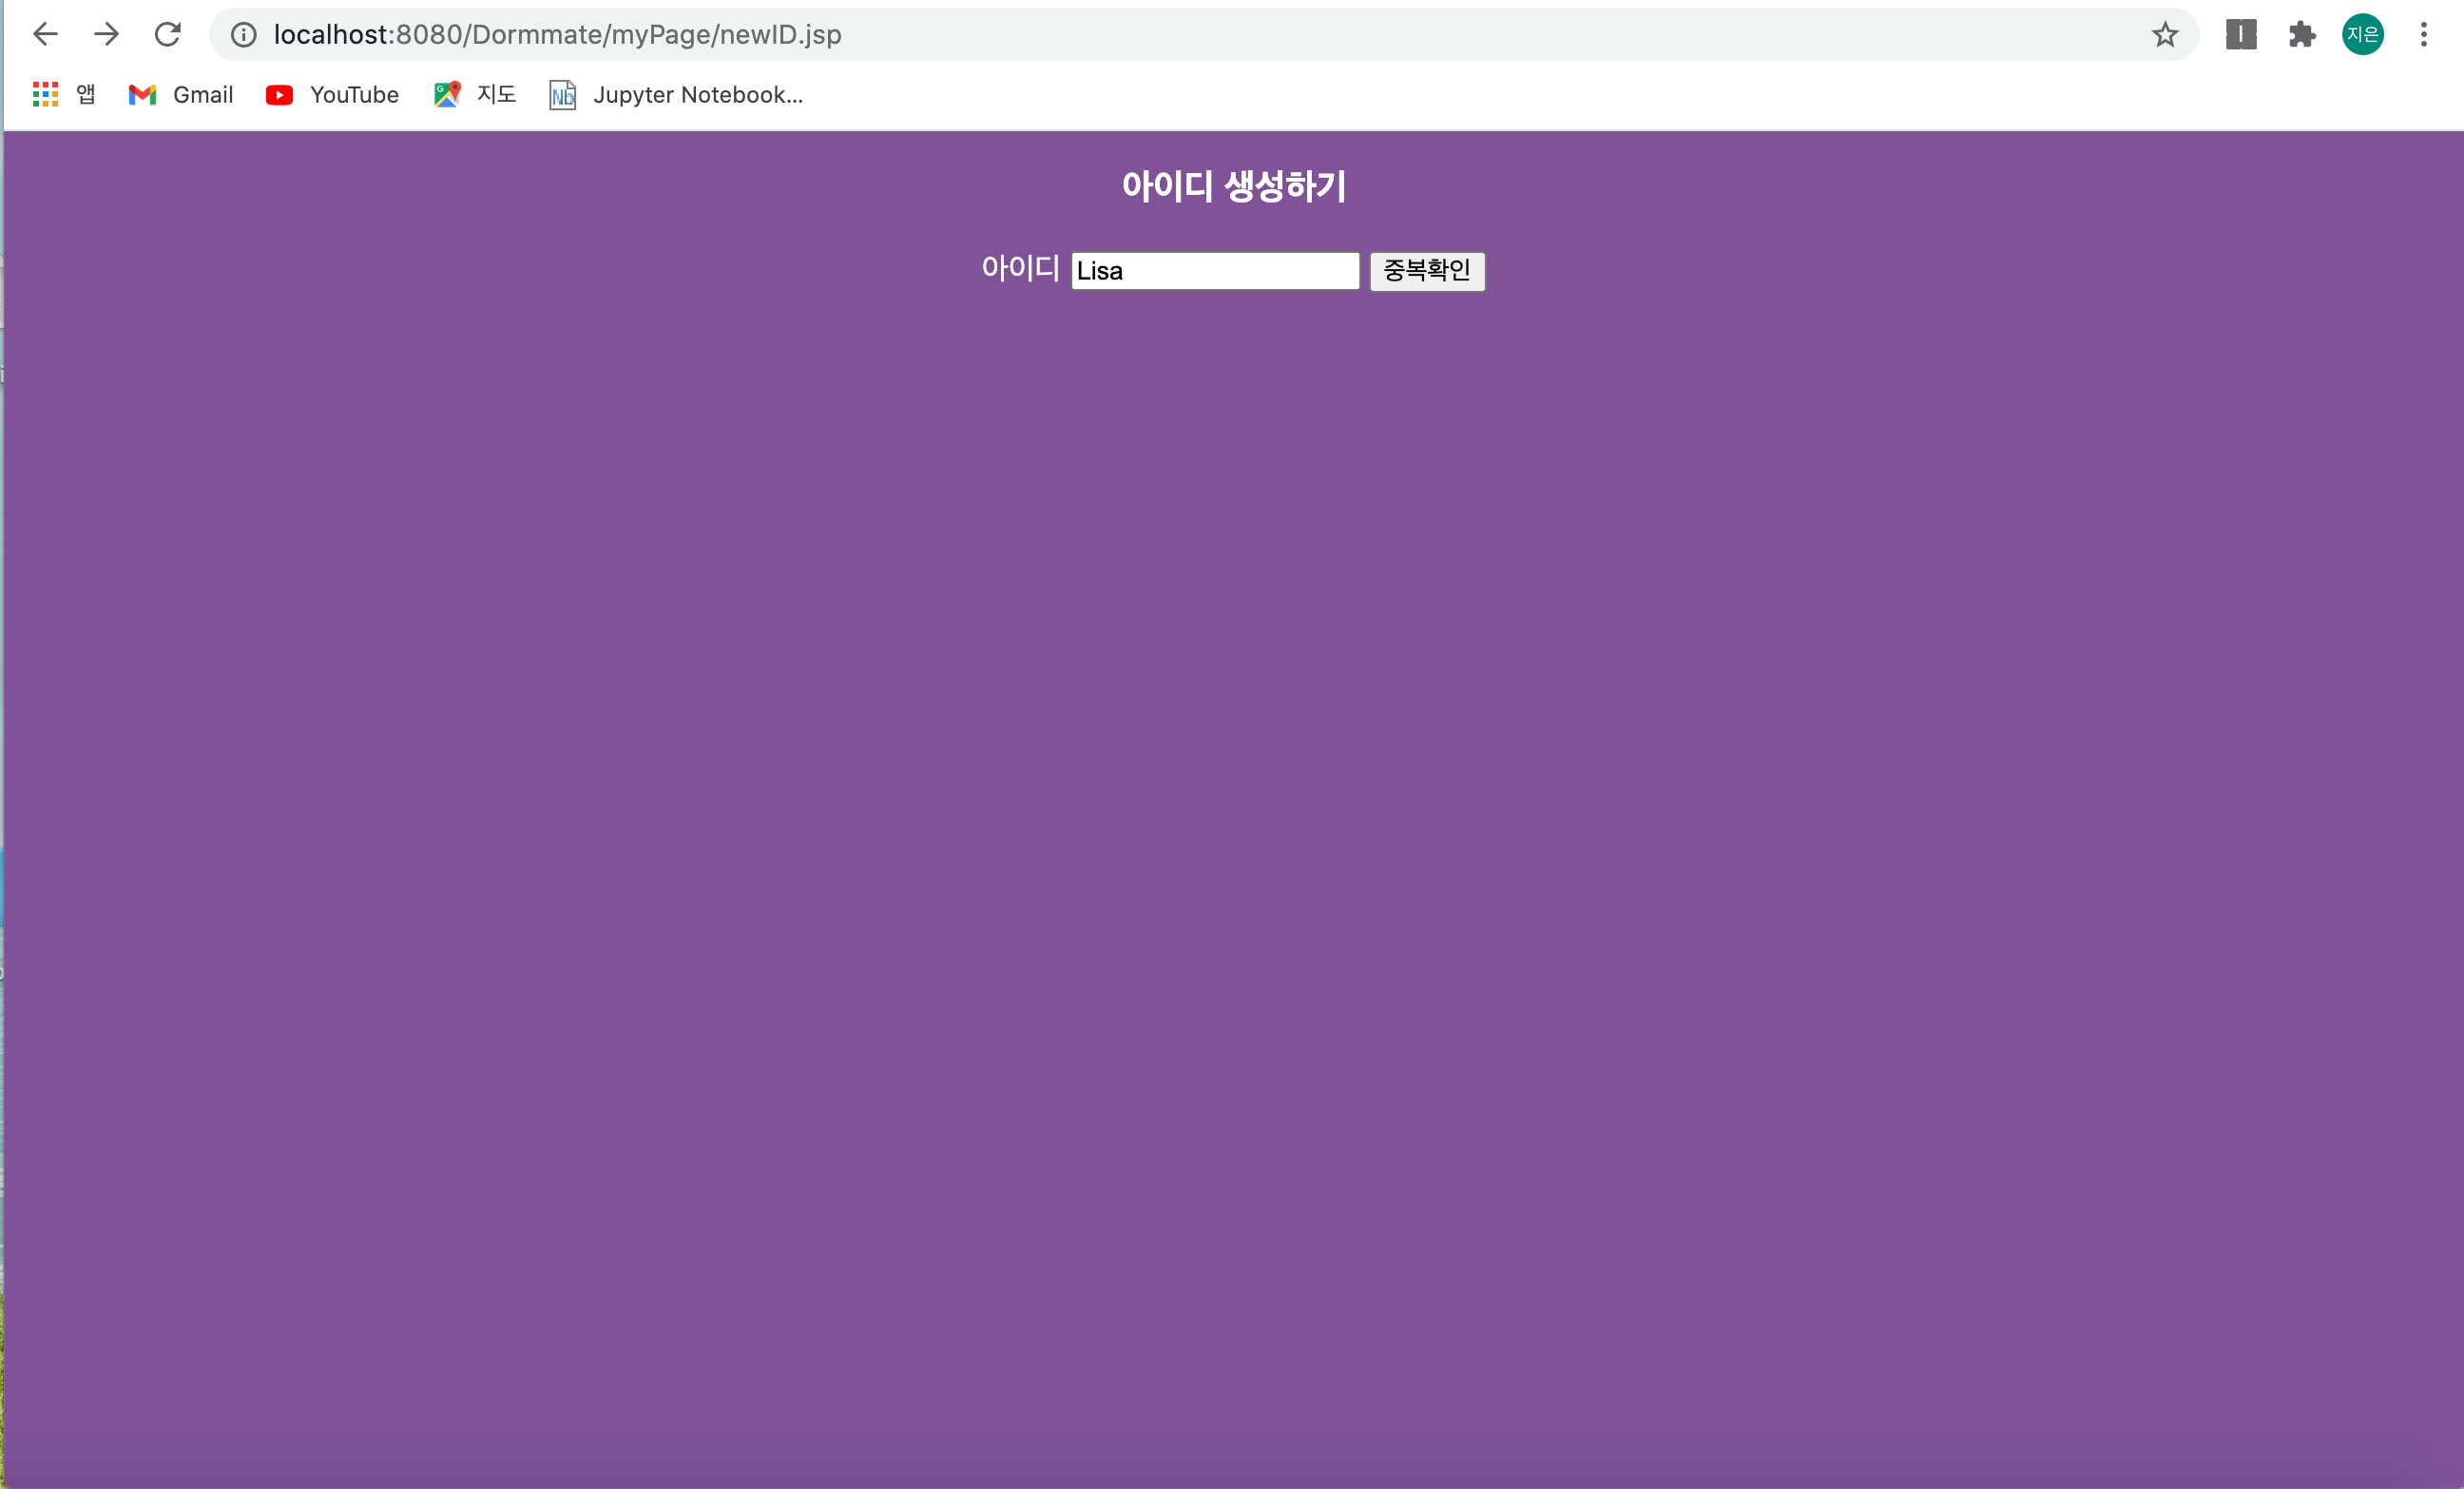 localhost:8080/Dormmate/myPage/newID.jsp
지은
앱 Gmail YouTube 지도 Nb Jupyter Notebook...
아이디 생성하기
아이디 Lisa 중복확인